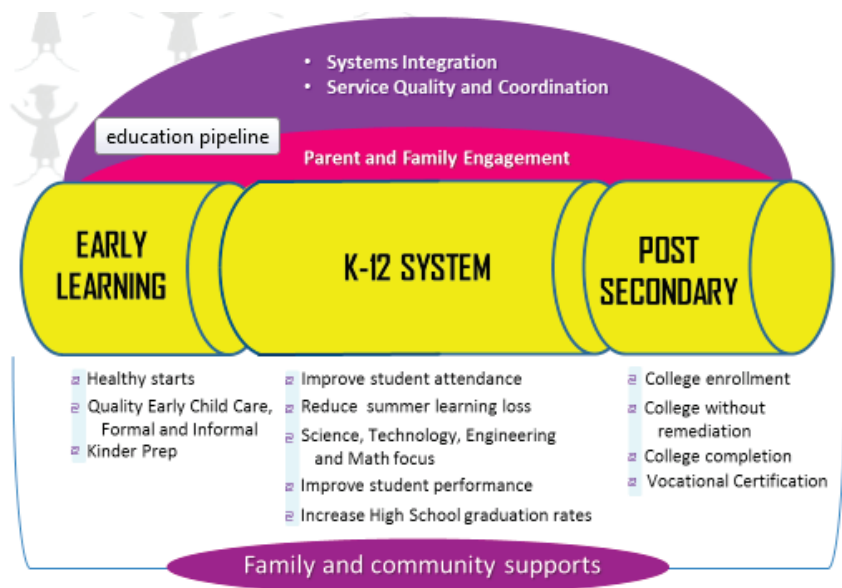 • Systems Integration
• Service Quality and Coordination
education pipeline
Parent and Family Engagement
EARLY
LEARNING
K-12 SYSTEM
POST
SECONDARY
Healthy starts
Quality Early Child Care,
Formal and Informal
Kinder Prep
Improve student attendance
Reduce summer learning loss
Science, Technology, Engineering
and Math focus
Improve student performance
Increase High School graduation rates
College enrollment
College without
remediation
College completion
Vocational Certification
Family and community supports